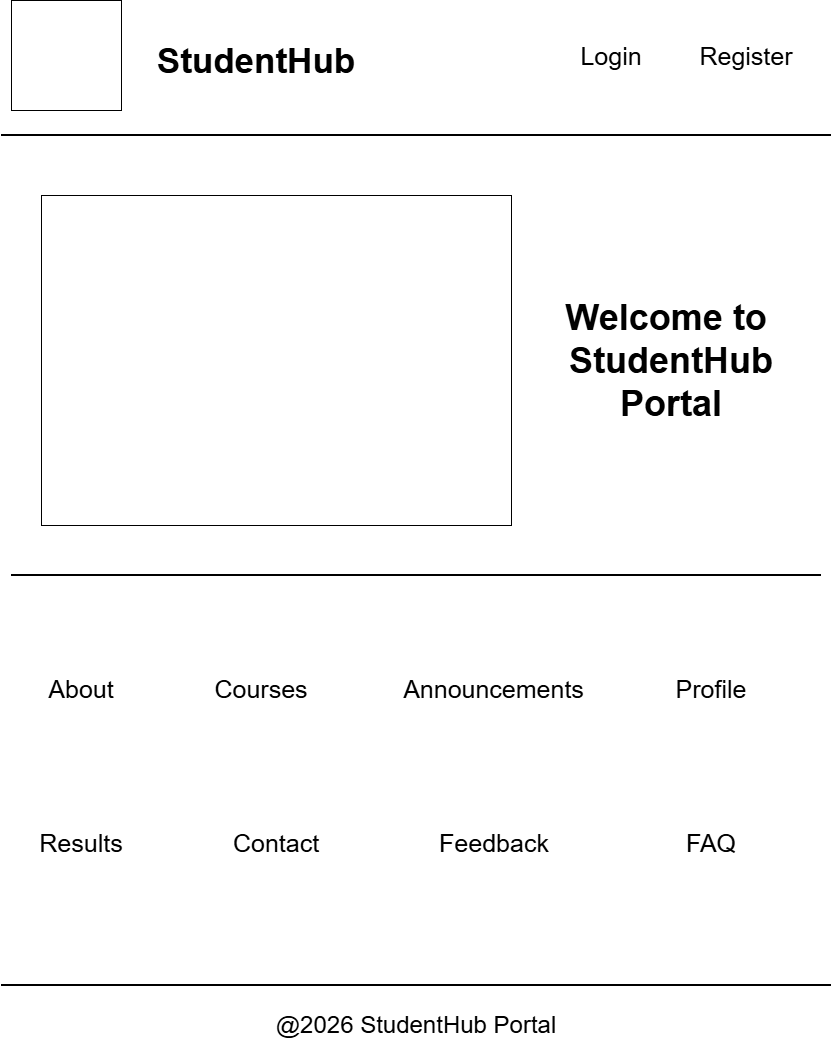 StudentHub
Login
Register
Welcome to
StudentHub
Portal
About
Courses
Announcements
Profile
Results
Contact
Feedback
FAQ
@2026 StudentHub Portal